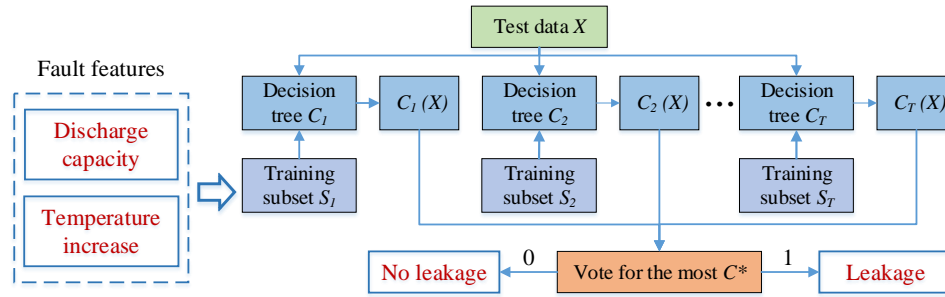 Test data X
Fault features
Discharge
capacity
Temperature
increase
Decision
tree C1
C1 (X)
Decision
tree C2
C2 (X)
•••
Decision
tree CT
CT (X)
Training
subset S1
Training
subset S2
Training
subset ST
No leakage
0
Vote for the most C*
1
Leakage